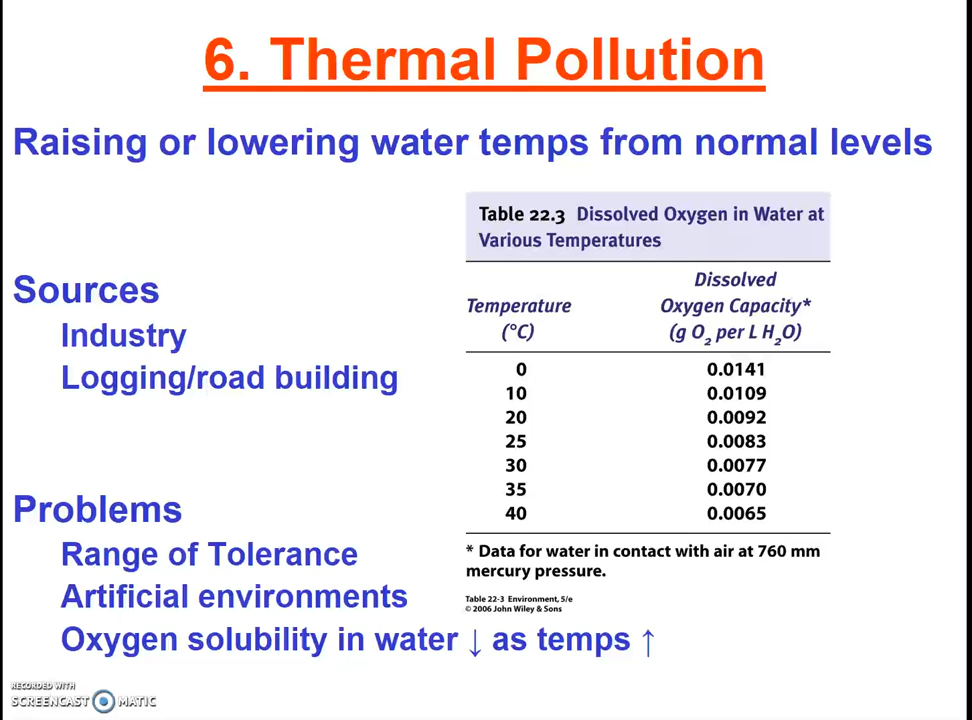 6. Thermal Pollution
Raising or lowering water temps from normal levels
Sources
Industry
Logging/road building
Problems
Range of Tolerance
Artificial environments
Oxygen solubility in water ↓ as temps ↑
Table 22.3 Dissolved Oxygen in Water at
Various Temperatures
Temperature
(°C)
Dissolved
Oxygen Capacity*
(g O₂ per L H₂O)
0 0.0141
10 0.0109
20 0.0092
25 0.0083
30 0.0077
35 0.0070
40 0.0065
* Data for water in contact with air at 760 mm
mercury pressure.
Table 22-3 Environment, 5/e
© 2006 John Wiley & Sons
RECORDED WITH
SCREENCAST MATIC